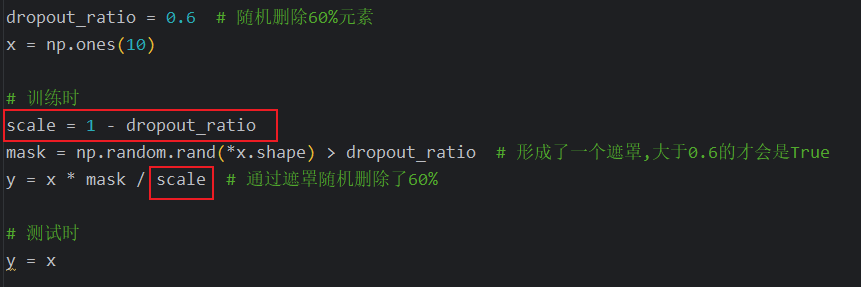 dropout_ratio = 0.6  # 随机删除60%元素
x = np.ones(10)
# 训练时
scale = 1 - dropout_ratio
mask = np.random.rand(*x.shape) > dropout_ratio  # 形成了一个遮罩,大于0.6的才会是True
y = x * mask / scale  # 通过遮罩随机删除了60%
# 测试时
y = x